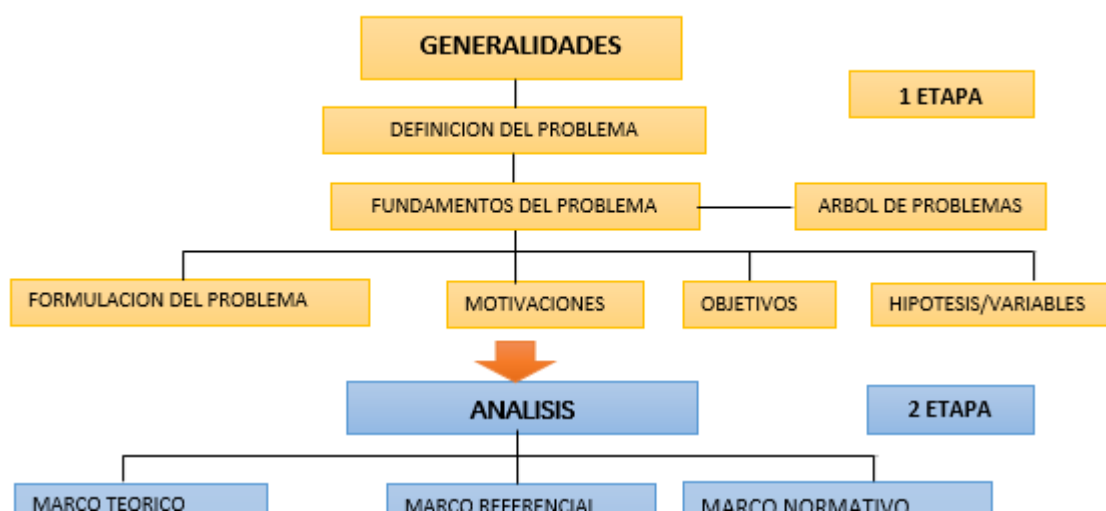 GENERALIDADES
1 ETAPA
DEFINICION DEL PROBLEMA
FUNDAMENTOS DEL PROBLEMA
ARBOL DE PROBLEMAS
FORMULACION DEL PROBLEMA
MOTIVACIONES
OBJETIVOS
HIPOTESIS/VARIABLES
ANALISIS
2 ETAPA
MARCO TEORICO
MARCO REFERENCIAL
MARCO NORMATIVO